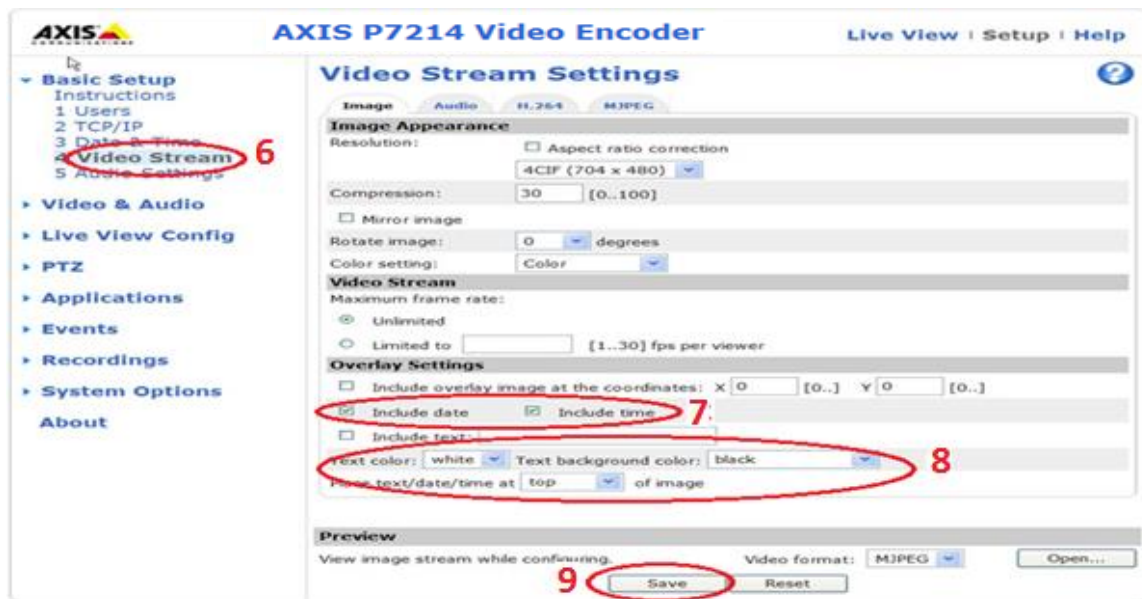 AXIS
COMMUNICATIONS
AXIS P7214 Video Encoder
Live View | Setup | Help
Basic Setup
Instructions
1 Users
2 TCP/IP
3 Date & Time
4 Video Stream 6
5 Audio Settings
Video & Audio
Live View Config
PTZ
Applications
Events
Recordings
System Options
About
Video Stream Settings ?
Image Audio H.264 MJPEG
Image Appearance
Resolution: Aspect ratio correction
4CIF (704 x 480)
Compression: 30 [0..100]
Mirror image
Rotate image: 0 degrees
Color setting: Color
Video Stream
Maximum frame rate:
Unlimited
Limited to [1..30] fps per viewer
Overlay Settings
Include overlay image at the coordinates: X 0 [0..] Y 0 [0..]
Include date Include time 7
Include text:
Text color: white Text background color: black 8
Place text/date/time at top of image
Preview
View image stream while configuring. Video format: MJPEG Open...
9 Save Reset